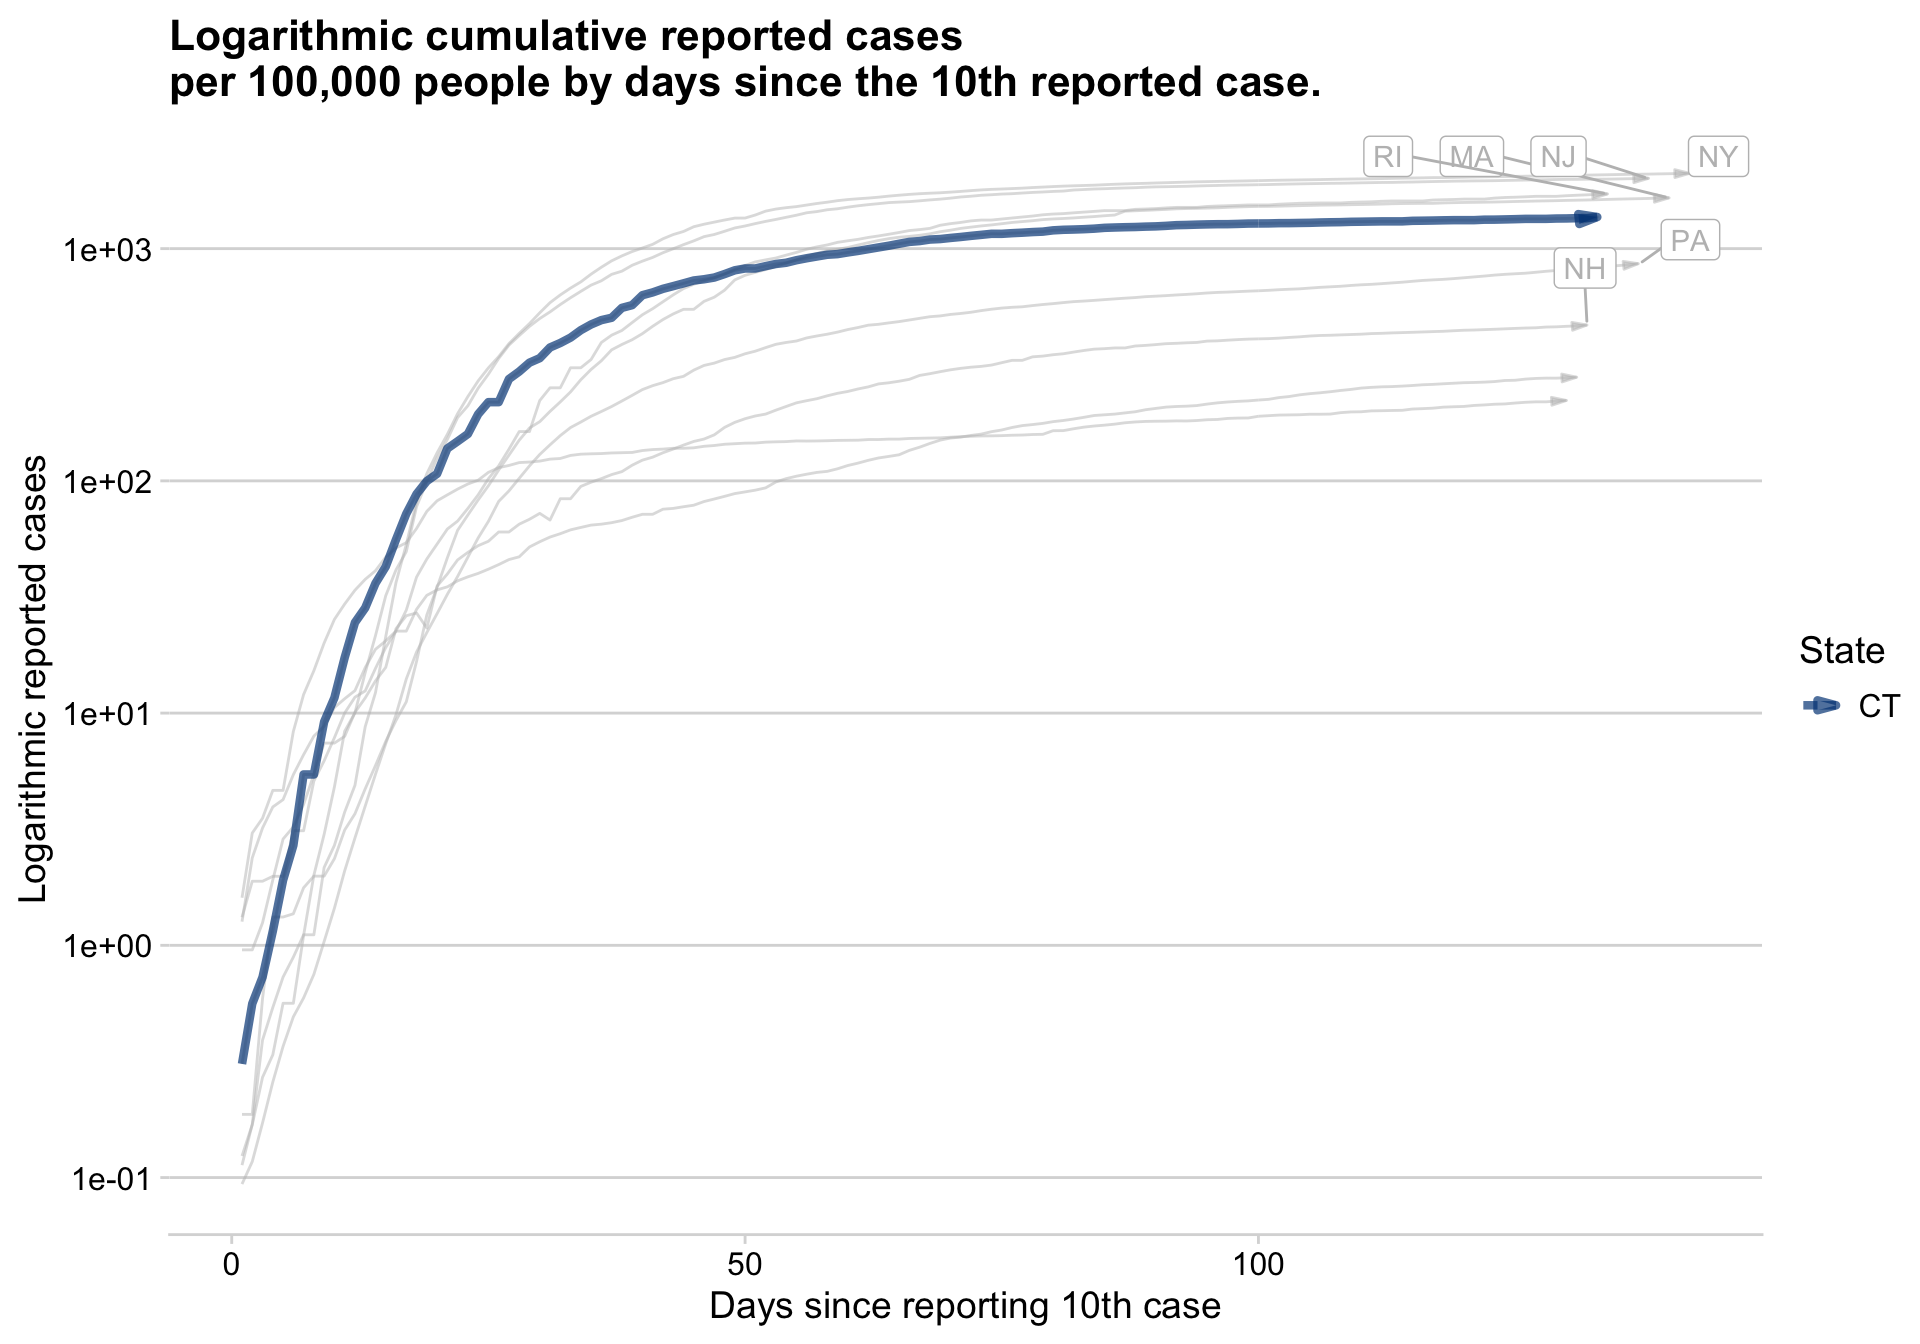 Logarithmic cumulative reported cases
per 100,000 people by days since the 10th reported case.
RI
MA
NJ
NY
PA
NH
1e+03
1e+02
1e+01
1e+00
1e-01
Logarithmic reported cases
State
CT
0
50
100
Days since reporting 10th case